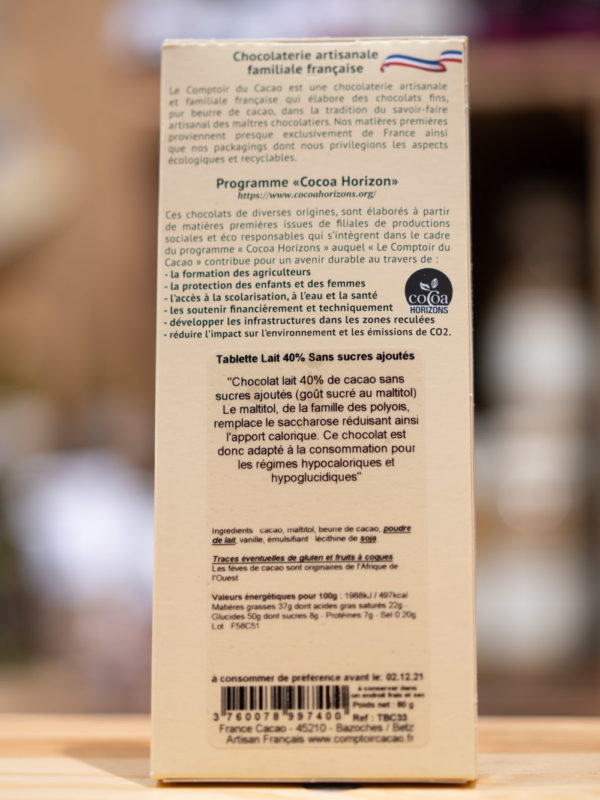 Chocolaterie artisanale
familiale française
Le Comptoir du Cacao est une chocolaterie artisanale
et familiale française qui élabore des chocolats fins,
pur beurre de cacao, dans la tradition du savoir-faire
artisanal des maîtres chocolatiers. Nos matières premières
proviennent presque exclusivement de France ainsi
que nos packagings dont nous privilegions les aspects
écologiques et recyclables.
Programme «Cocoa Horizon»
https://www.cocoahorizons.org/
Ces chocolats de diverses origines, sont élaborés à partir
de matières premières issues de filiales de productions
sociales et éco responsables qui s'intègrent dans le cadre
du programme « Cocoa Horizons » auquel « Le Comptoir du
Cacao » contribue pour un avenir durable au travers de :
- la formation des agriculteurs
- la protection des enfants et des femmes
- l'accès à la scolarisation, à l'eau et la santé
- les soutenir financièrement et techniquement
- développer les infrastructures dans les zones reculées
- réduire l'impact sur l'environnement et les émissions de CO2.
cocoa
HORIZONS
Tablette Lait 40% Sans sucres ajoutés
"Chocolat lait 40% de cacao sans
sucres ajoutés (goût sucré au maltitol)
Le maltitol, de la famille des polyois,
remplace le saccharose réduisant ainsi
l'apport calorique. Ce chocolat est
donc adapté à la consommation pour
les régimes hypocaloriques et
hypoglucidiques"
Ingredients cacao, maltitol, beurre de cacao, poudre
de lait, vanille, émulsifiant lécithine de soja
Traces éventuelles de gluten et fruits à coques
Les fèves de cacao sont originaires de l'Afrique de
l'Ouest
Valeurs énergétiques pour 100g : 1988kJ / 497kcal
Matières grasses 37g dont acides gras saturés 22g
Glucides 50g dont sucres 8g - Protéines 7g - Sel 0.20g
Lot F58C51
à consommer de préférence avant le: 02.12.21
à conserver dans
un endroit frais et sec
Poids net : 80 g
3 760078 997400 Ref : TBC33
France Cacao - 45210 - Bazoches / Betz
Artisan Français www.comptoircacao.fr